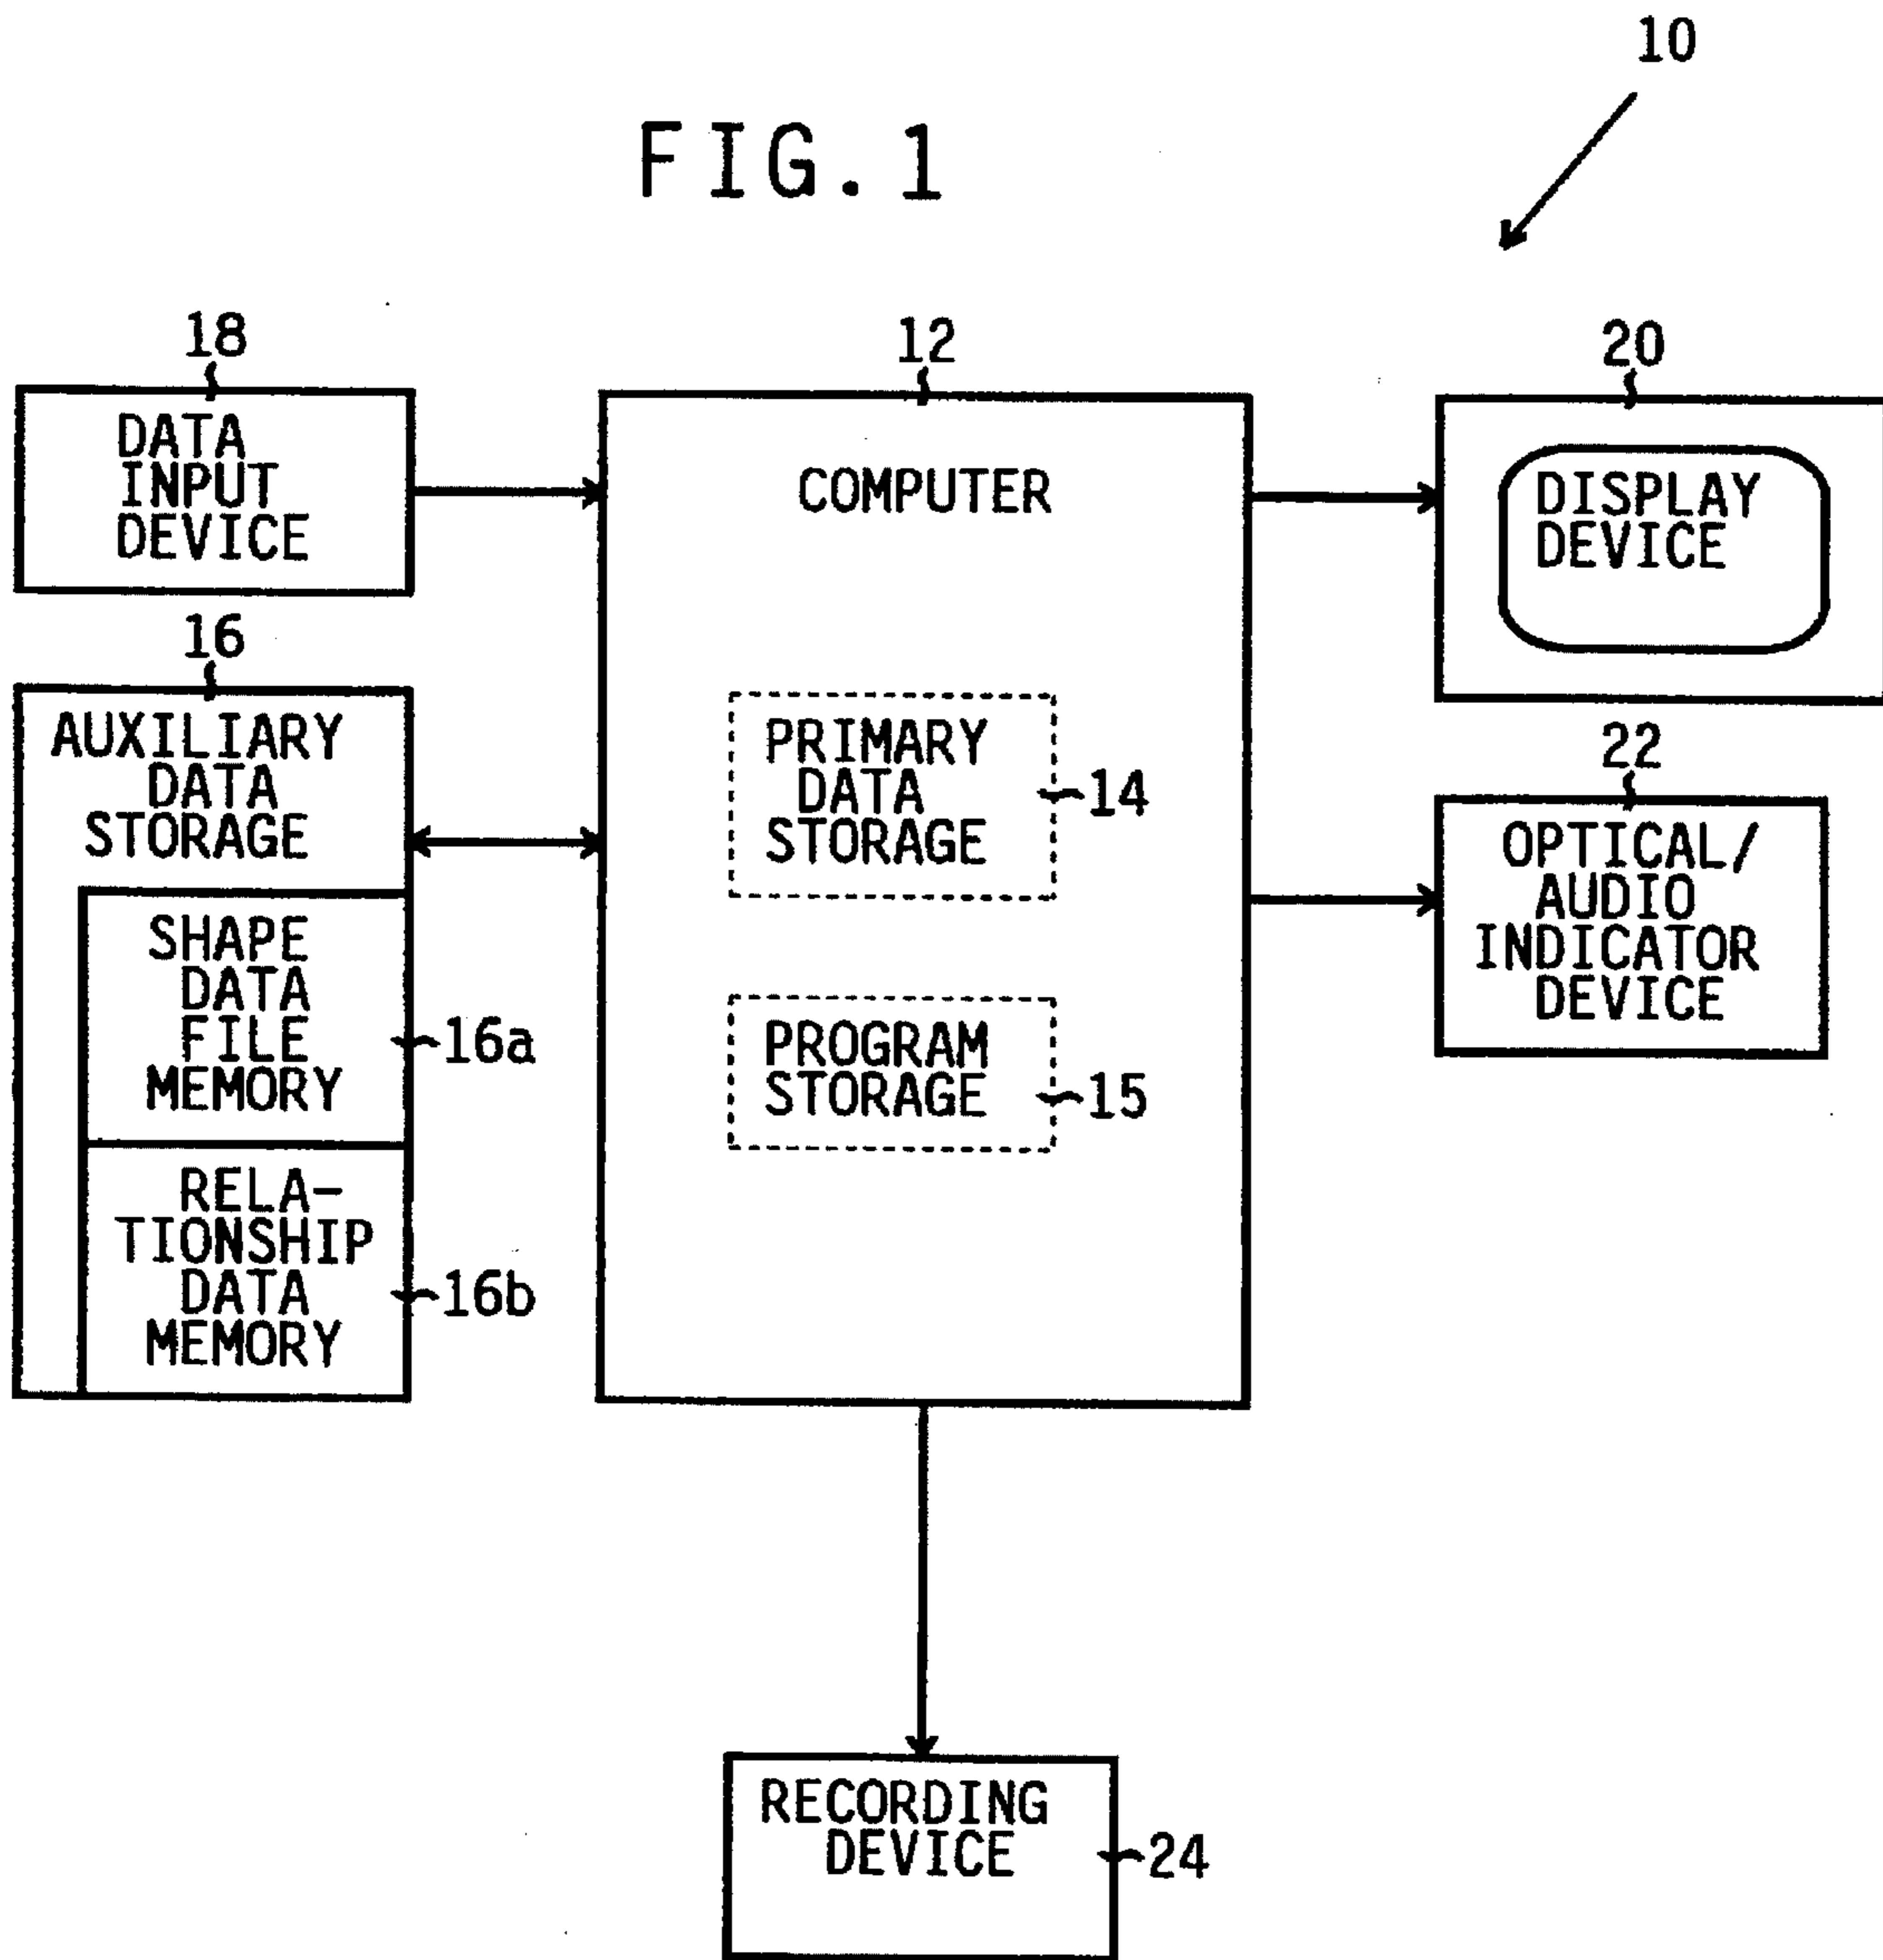 10
FIG.1
18
DATA
INPUT
DEVICE
12
COMPUTER
20
DISPLAY
DEVICE
16
AUXILIARY
DATA
STORAGE
SHAPE
DATA
FILE
MEMORY
16a
RELA-
TIONSHIP
DATA
MEMORY
16b
PRIMARY
DATA
STORAGE
14
PROGRAM
STORAGE
15
22
OPTICAL/
AUDIO
INDICATOR
DEVICE
RECORDING
DEVICE
24